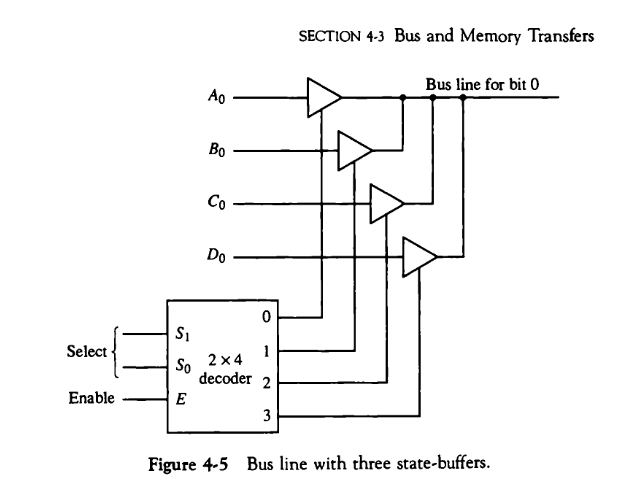 SECTION 4-3 Bus and Memory Transfers
Bus line for bit 0
A0
B0
C0
D0
Select
S1
S0
Enable
E
2 × 4
decoder
0
1
2
3
Figure 4-5 Bus line with three state-buffers.